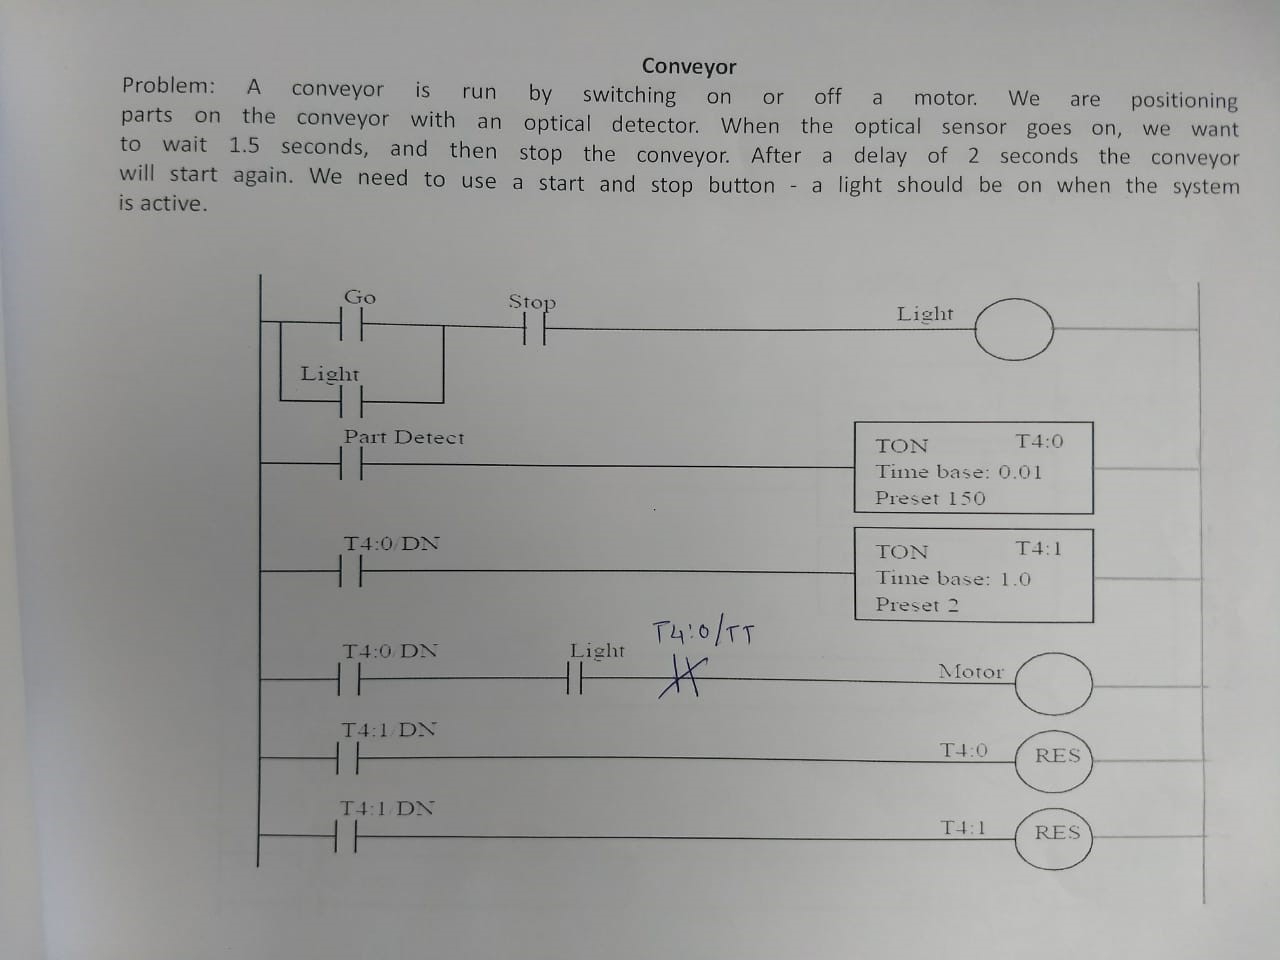 Conveyor
Problem: A conveyor is run by switching on or off a motor. We are positioning
parts on the conveyor with an optical detector. When the optical sensor goes on, we want
to wait 1.5 seconds, and then stop the conveyor. After a delay of 2 seconds the conveyor
will start again. We need to use a start and stop button - a light should be on when the system
is active.
Go
Stop
Light
Light
Part Detect
TON T4:0
Time base: 0.01
Preset 150
T4:0/DN
TON T4:1
Time base: 1.0
Preset 2
T4:0/TT
T4:0/DN
Light
Motor
T4:1/DN
T4:0
RES
T4:1/DN
T4:1
RES